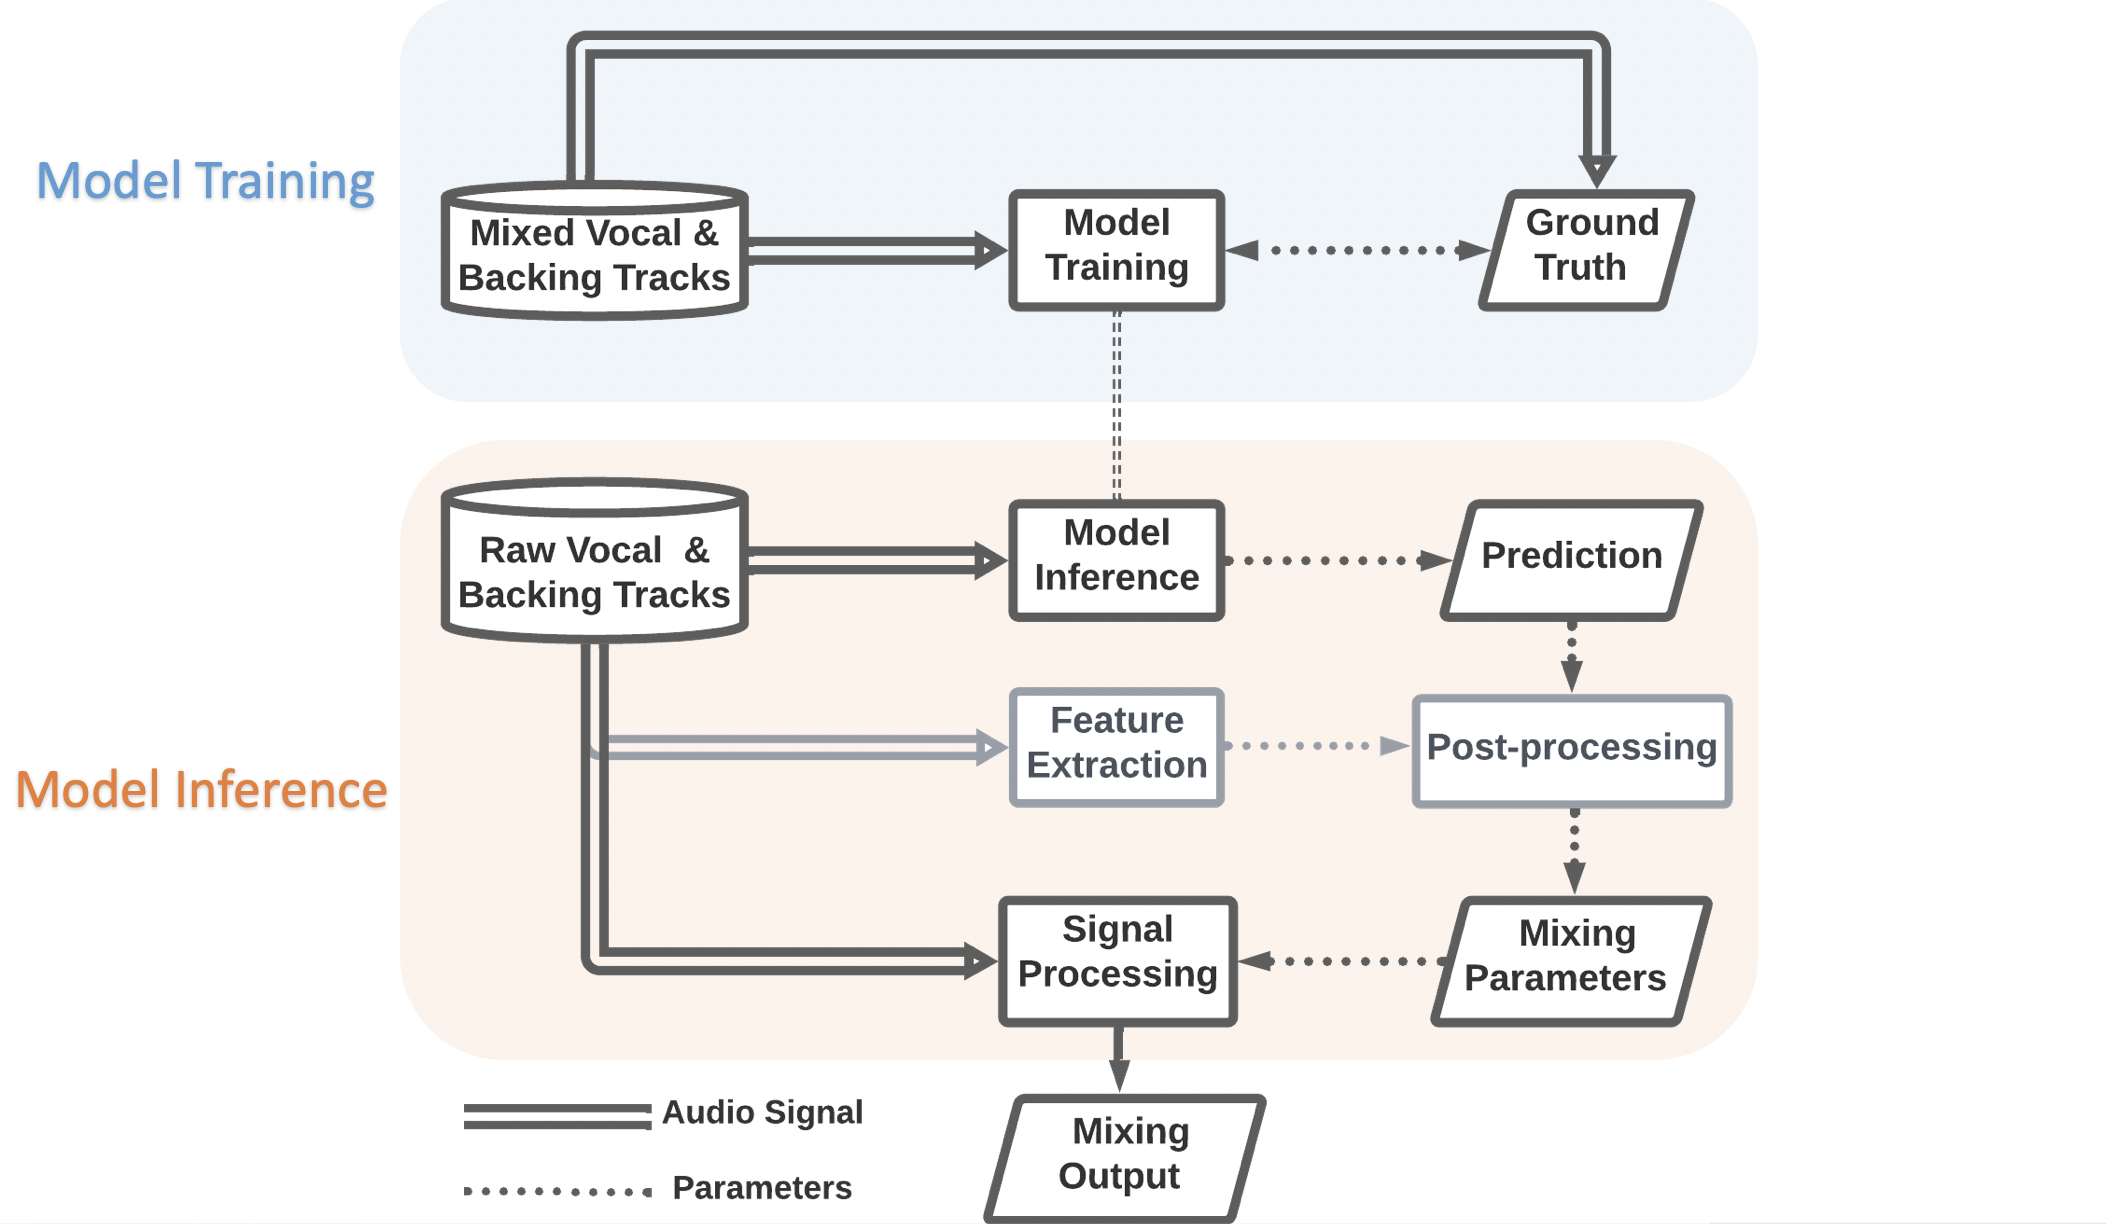 Model Training
Mixed Vocal &
Backing Tracks
Model
Training
Ground
Truth
Model Inference
Raw Vocal &
Backing Tracks
Model
Inference
Prediction
Feature
Extraction
Post-processing
Signal
Processing
Mixing
Parameters
Audio Signal
Parameters
Mixing
Output